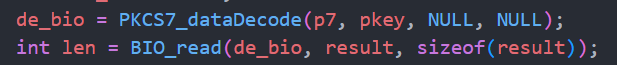 de_bio = PKCS7_dataDecode(p7, pkey, NULL, NULL);
int len = BIO_read(de_bio, result, sizeof(result));